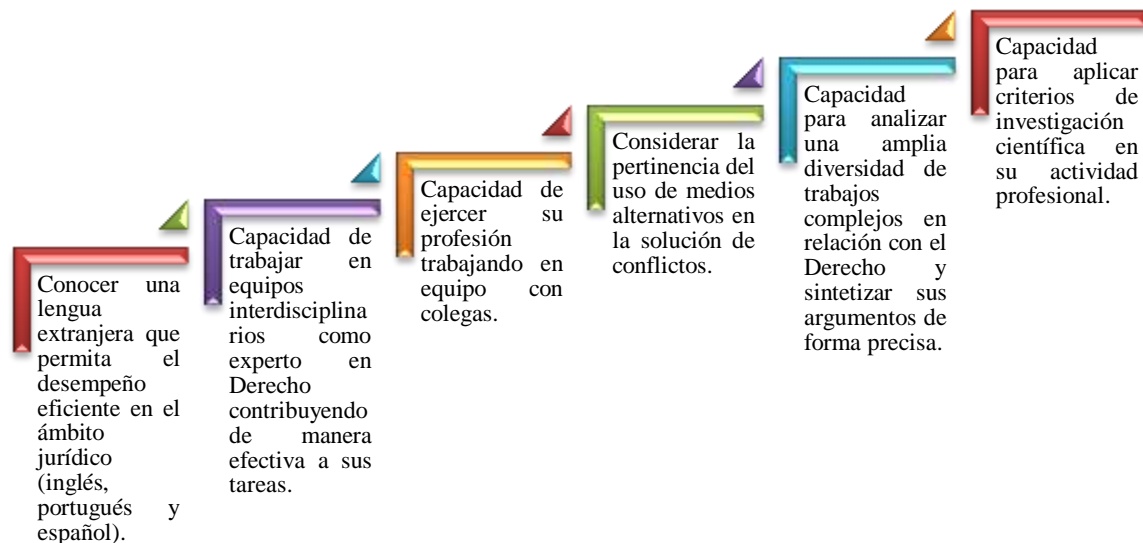 Conocer una
lengua
extranjera que
permita el
desempeño
eficiente en el
ámbito
jurídico
(inglés,
portugués y
español).
Capacidad de
trabajar en
equipos
interdisciplina
rios como
experto en
Derecho
contribuyendo
de manera
efectiva a sus
tareas.
Capacidad de
ejercer su
profesión
trabajando en
equipo con
colegas.
Considerar la
pertinencia del
uso de medios
alternativos en
la solución de
conflictos.
Capacidad
para analizar
una amplia
diversidad de
trabajos
complejos en
relación con el
Derecho y
sintetizar sus
argumentos de
forma precisa.
Capacidad
para aplicar
criterios de
investigación
científica en
su actividad
profesional.